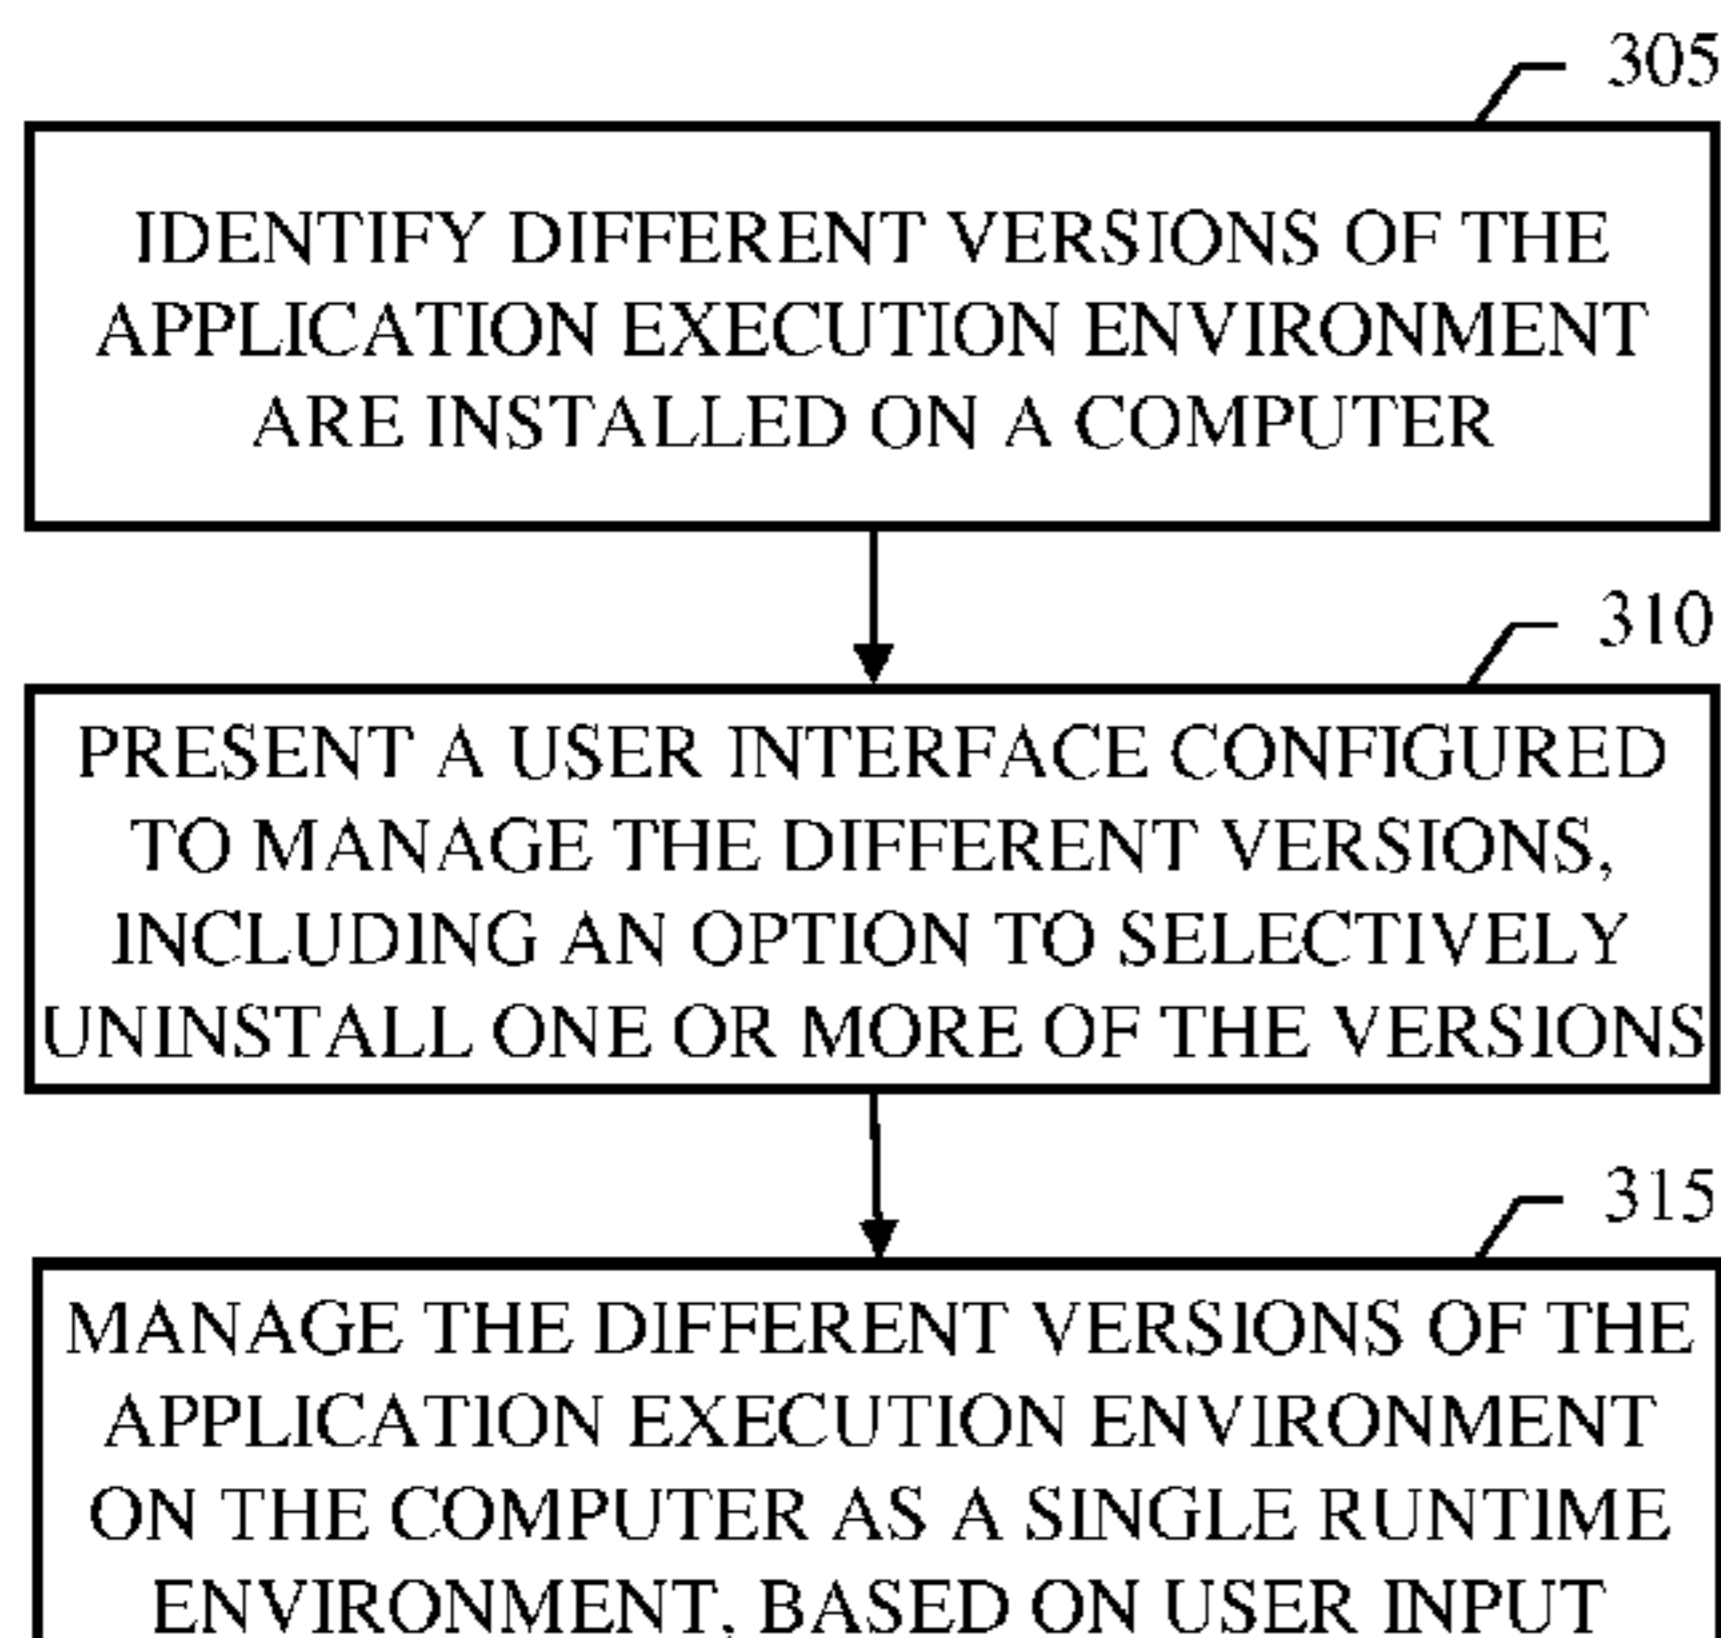 305
IDENTIFY DIFFERENT VERSIONS OF THE
APPLICATION EXECUTION ENVIRONMENT
ARE INSTALLED ON A COMPUTER
310
PRESENT A USER INTERFACE CONFIGURED
TO MANAGE THE DIFFERENT VERSIONS,
INCLUDING AN OPTION TO SELECTIVELY
UNINSTALL ONE OR MORE OF THE VERSIONS
315
MANAGE THE DIFFERENT VERSIONS OF THE
APPLICATION EXECUTION ENVIRONMENT
ON THE COMPUTER AS A SINGLE RUNTIME
ENVIRONMENT, BASED ON USER INPUT